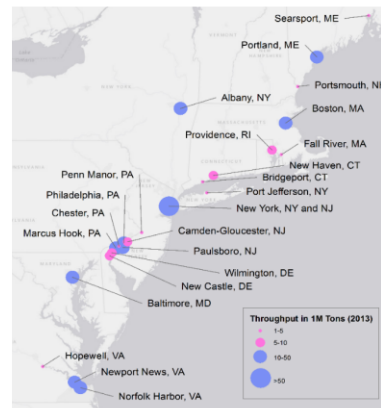 Searsport, ME
Portland, ME
Portsmouth, NH
Albany, NY
Boston, MA
Providence, RI
Fall River, MA
New Haven, CT
Bridgeport, CT
Penn Manor, PA
Port Jefferson, NY
Philadelphia, PA
New York, NY and NJ
Chester, PA
Camden-Gloucester, NJ
Marcus Hook, PA
Paulsboro, NJ
Wilmington, DE
New Castle, DE
Baltimore, MD
Throughput in 1M Tons (2013)
1-5
5-10
10-50
>50
Hopewell, VA
Newport News, VA
Norfolk Harbor, VA